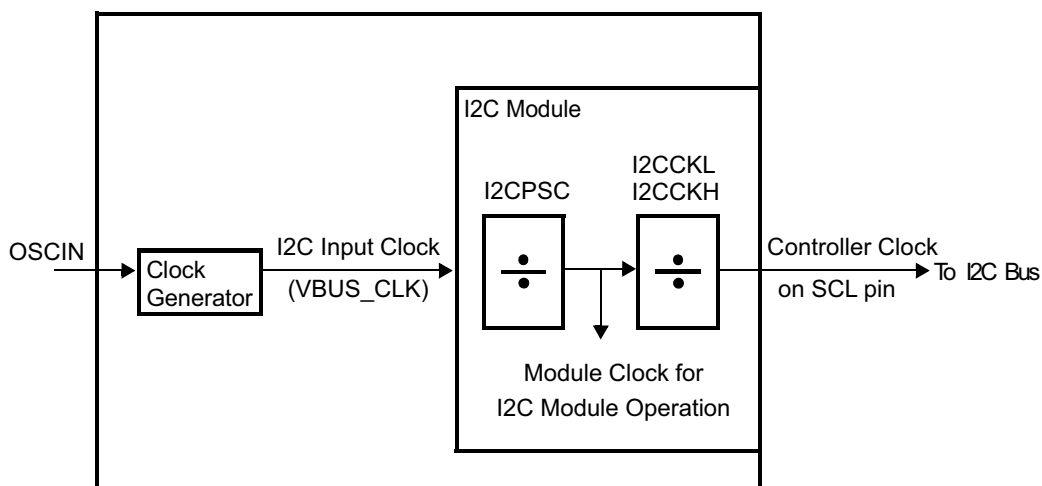 I2C Module
I2CCKL
I2CPSC I2CCKH
OSCIN
I2C Input Clock
Controller Clock
Clock
Generator
(VBUS_CLK)
on SCL pin
To I2C Bus
÷
÷
Module Clock for
I2C Module Operation